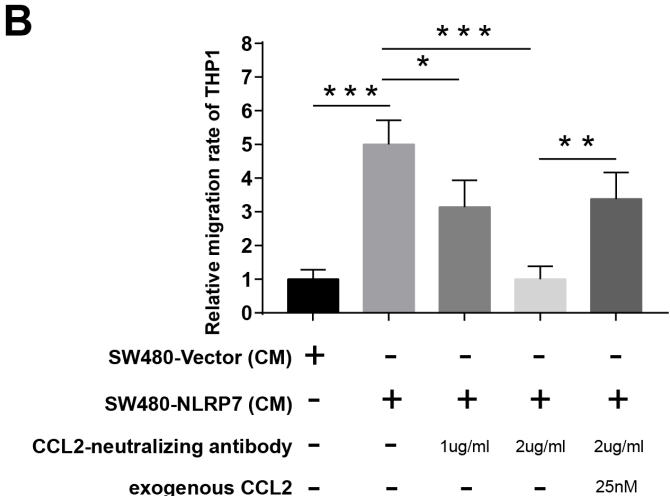 B
Relative migration rate of THP1
8
7
6
5
4
3
2
1
0
* * *
*
* * *
* *
SW480-Vector (CM) + - - - -
SW480-NLRP7 (CM) - + + + +
CCL2-neutralizing antibody - - 1ug/ml 2ug/ml 2ug/ml
exogenous CCL2 - - - - 25nM